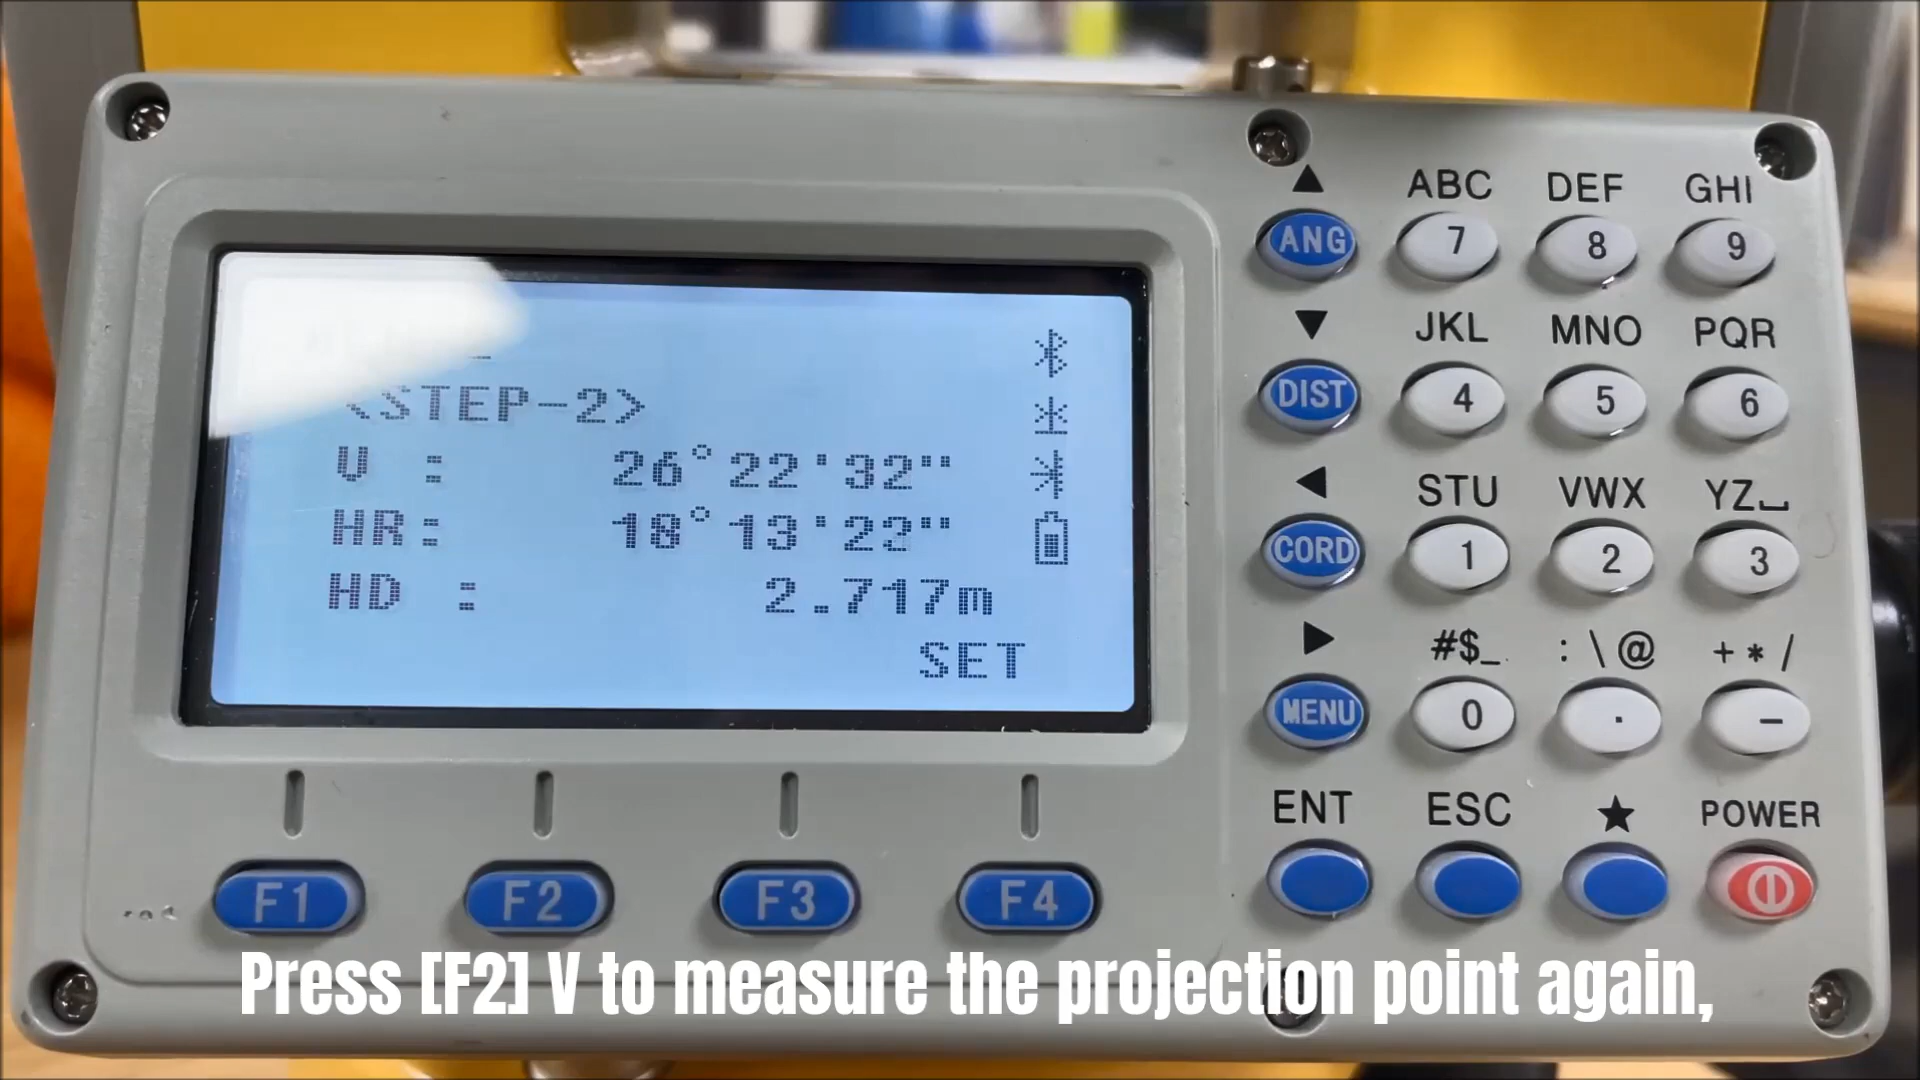 <STEP-2>
V : 26°22'32"
HR: 18°13'23"
HD : 2.717m
SET
F1 F2 F3 F4
ABC DEF GHI
ANG 7 8 9
JKL MNO PQR
DIST 4 5 6
STU VWX YZ⎵
CORD 1 2 3
#$_ :\@ +*/
MENU 0 . -
ENT ESC ★ POWER
Press [F2] V to measure the projection point again,